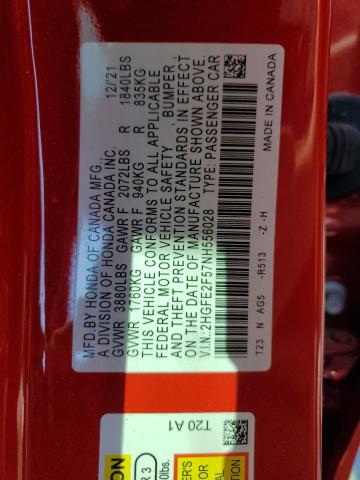 MFD.BY HONDA OF CANADA MFG., 12/21
A DIVISION OF HONDA CANADA INC.
GVWR 3880LBS GAWR F 2072LBS R 1840LBS
GVWR 1760KG GAWR F 940KG R 835KG
THIS VEHICLE CONFORMS TO ALL APPLICABLE
FEDERAL MOTOR VEHICLE SAFETY, BUMPER,
AND THEFT PREVENTION STANDARDS IN EFFECT
ON THE DATE OF MANUFACTURE SHOWN ABOVE.
V.I.N.:2HGFE2F57NH556028 TYPE:PASSENGER CAR
T23 N AG5 -R513 -Z -H MADE IN CANADA
T20 A1